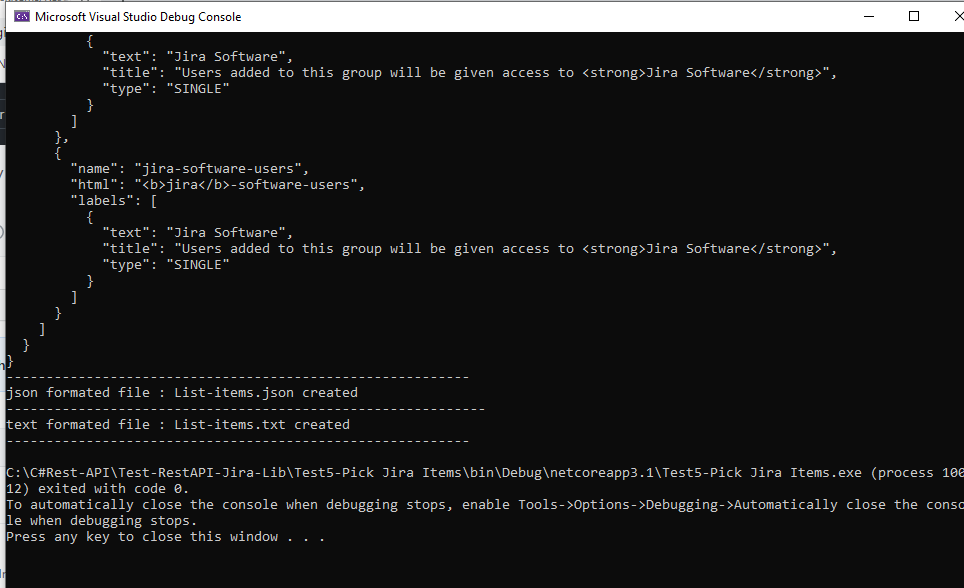 Microsoft Visual Studio Debug Console
{
"text": "Jira Software",
"title": "Users added to this group will be given access to <strong>Jira Software</strong>",
"type": "SINGLE"
}
]
},
{
"name": "jira-software-users",
"html": "<b>jira</b>-software-users",
"labels": [
{
"text": "Jira Software",
"title": "Users added to this group will be given access to <strong>Jira Software</strong>",
"type": "SINGLE"
}
]
}
]
}
}
----------------------------------------------------------
json formated file : List-items.json created
------------------------------------------------------------
text formated file : List-items.txt created
----------------------------------------------------------
C:\C#Rest-API\Test-RestAPI-Jira-Lib\Test5-Pick Jira Items\bin\Debug\netcoreapp3.1\Test5-Pick Jira Items.exe (process 100
12) exited with code 0.
To automatically close the console when debugging stops, enable Tools->Options->Debugging->Automatically close the conso
le when debugging stops.
Press any key to close this window . . .